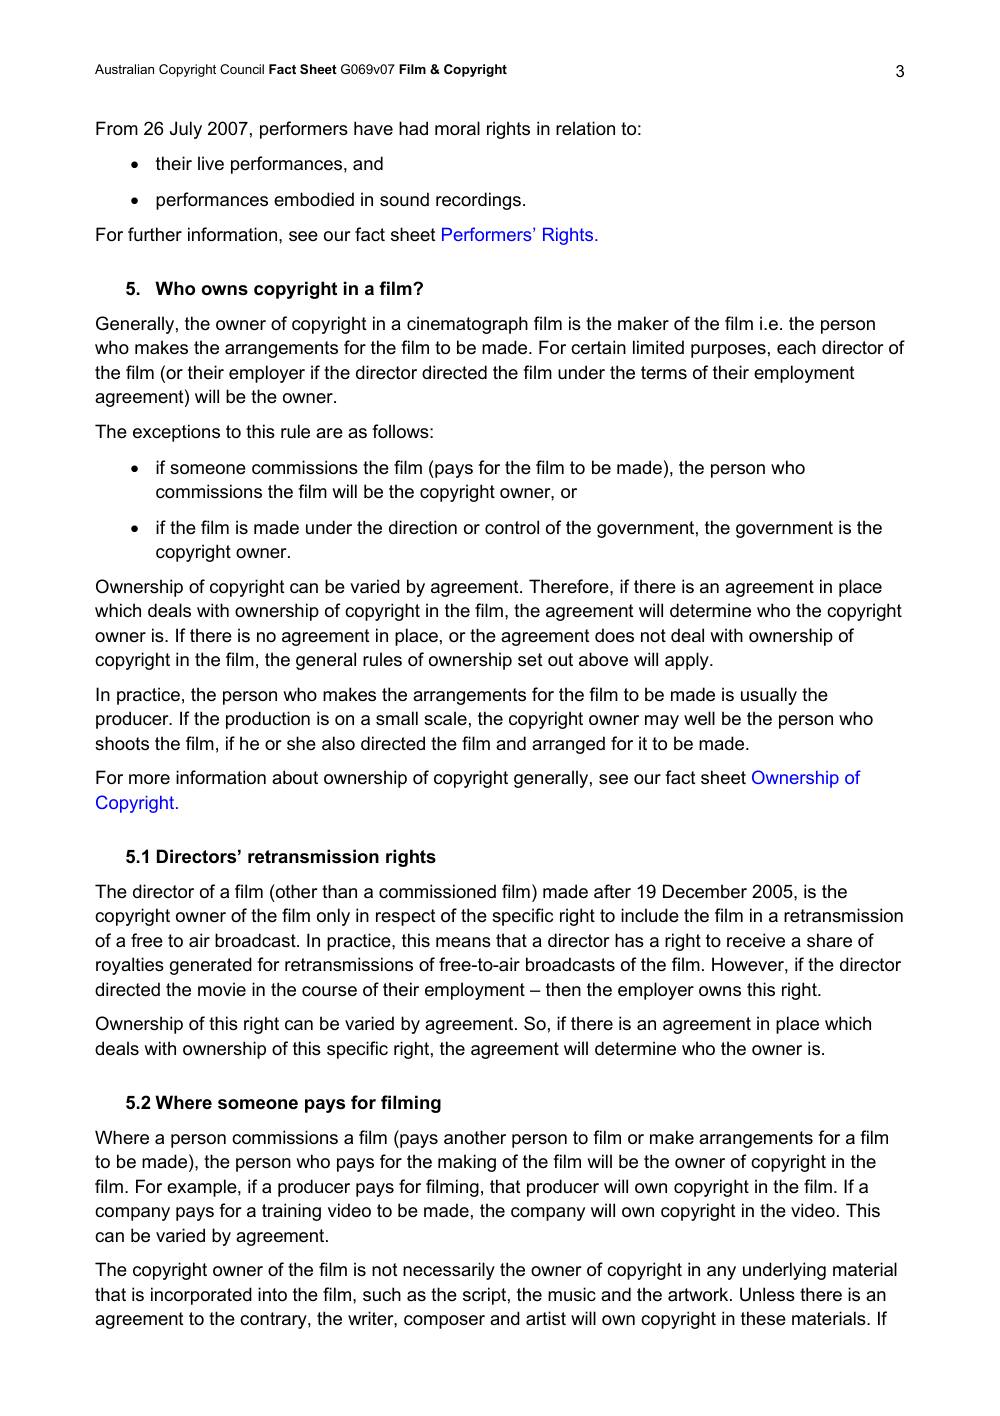 Australian Copyright Council Fact Sheet G069v07 Film & Copyright 3
From 26 July 2007, performers have had moral rights in relation to:
• their live performances, and
• performances embodied in sound recordings.
For further information, see our fact sheet Performers’ Rights.
5. Who owns copyright in a film?
Generally, the owner of copyright in a cinematograph film is the maker of the film i.e. the person
who makes the arrangements for the film to be made. For certain limited purposes, each director of
the film (or their employer if the director directed the film under the terms of their employment
agreement) will be the owner.
The exceptions to this rule are as follows:
• if someone commissions the film (pays for the film to be made), the person who
commissions the film will be the copyright owner, or
• if the film is made under the direction or control of the government, the government is the
copyright owner.
Ownership of copyright can be varied by agreement. Therefore, if there is an agreement in place
which deals with ownership of copyright in the film, the agreement will determine who the copyright
owner is. If there is no agreement in place, or the agreement does not deal with ownership of
copyright in the film, the general rules of ownership set out above will apply.
In practice, the person who makes the arrangements for the film to be made is usually the
producer. If the production is on a small scale, the copyright owner may well be the person who
shoots the film, if he or she also directed the film and arranged for it to be made.
For more information about ownership of copyright generally, see our fact sheet Ownership of
Copyright.
5.1 Directors’ retransmission rights
The director of a film (other than a commissioned film) made after 19 December 2005, is the
copyright owner of the film only in respect of the specific right to include the film in a retransmission
of a free to air broadcast. In practice, this means that a director has a right to receive a share of
royalties generated for retransmissions of free-to-air broadcasts of the film. However, if the director
directed the movie in the course of their employment – then the employer owns this right.
Ownership of this right can be varied by agreement. So, if there is an agreement in place which
deals with ownership of this specific right, the agreement will determine who the owner is.
5.2 Where someone pays for filming
Where a person commissions a film (pays another person to film or make arrangements for a film
to be made), the person who pays for the making of the film will be the owner of copyright in the
film. For example, if a producer pays for filming, that producer will own copyright in the film. If a
company pays for a training video to be made, the company will own copyright in the video. This
can be varied by agreement.
The copyright owner of the film is not necessarily the owner of copyright in any underlying material
that is incorporated into the film, such as the script, the music and the artwork. Unless there is an
agreement to the contrary, the writer, composer and artist will own copyright in these materials. If